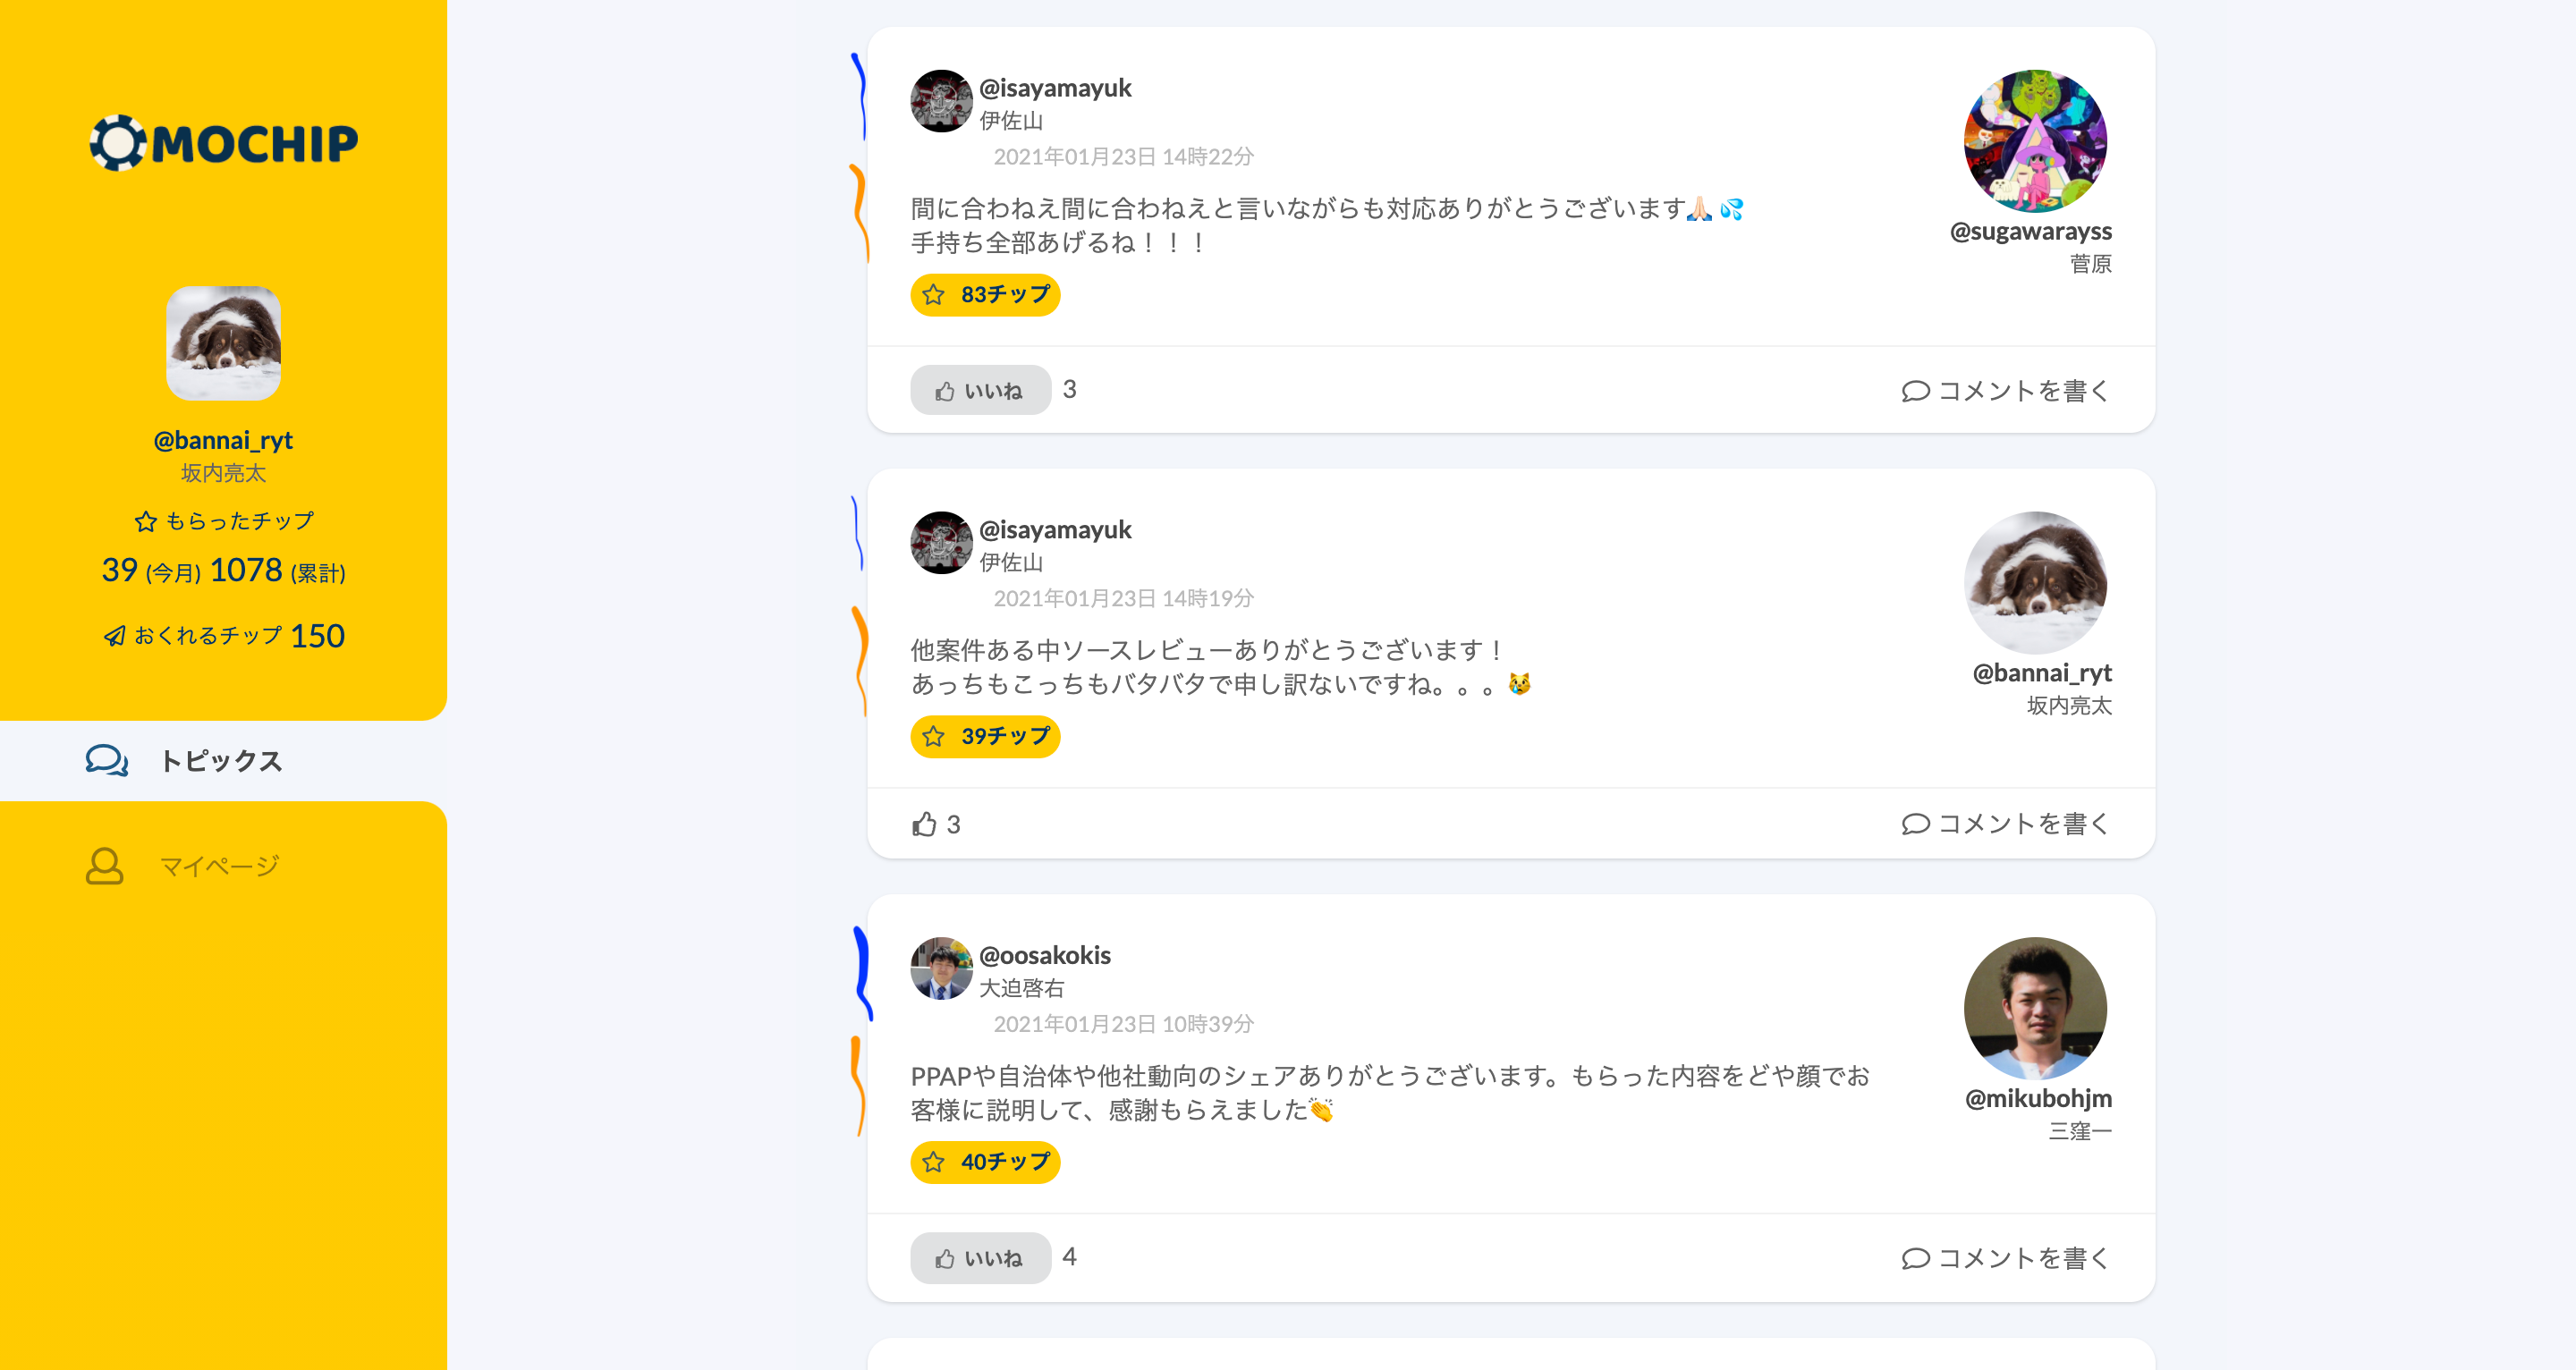 MOCHIP
@bannai_ryt
坂内亮太
もらったチップ
39 (今月) 1078 (累計)
おくれるチップ 150
トピックス
マイページ
@isayamayuk
伊佐山
2021年01月23日 14時22分
間に合わねえ間に合わねえと言いながらも対応ありがとうございます🙏🏻💦
手持ち全部あげるね！！！
83チップ
@sugawarayss
菅原
いいね 3
コメントを書く
@isayamayuk
伊佐山
2021年01月23日 14時19分
他案件ある中ソースレビューありがとうございます！
あっちもこっちもバタバタで申し訳ないですね。。。😿
39チップ
@bannai_ryt
坂内亮太
3
コメントを書く
@oosakokis
大迫啓右
2021年01月23日 10時39分
PPAPや自治体や他社動向のシェアありがとうございます。もらった内容をどや顔でお
客様に説明して、感謝もらえました👏
40チップ
@mikubohjm
三窪一
いいね 4
コメントを書く